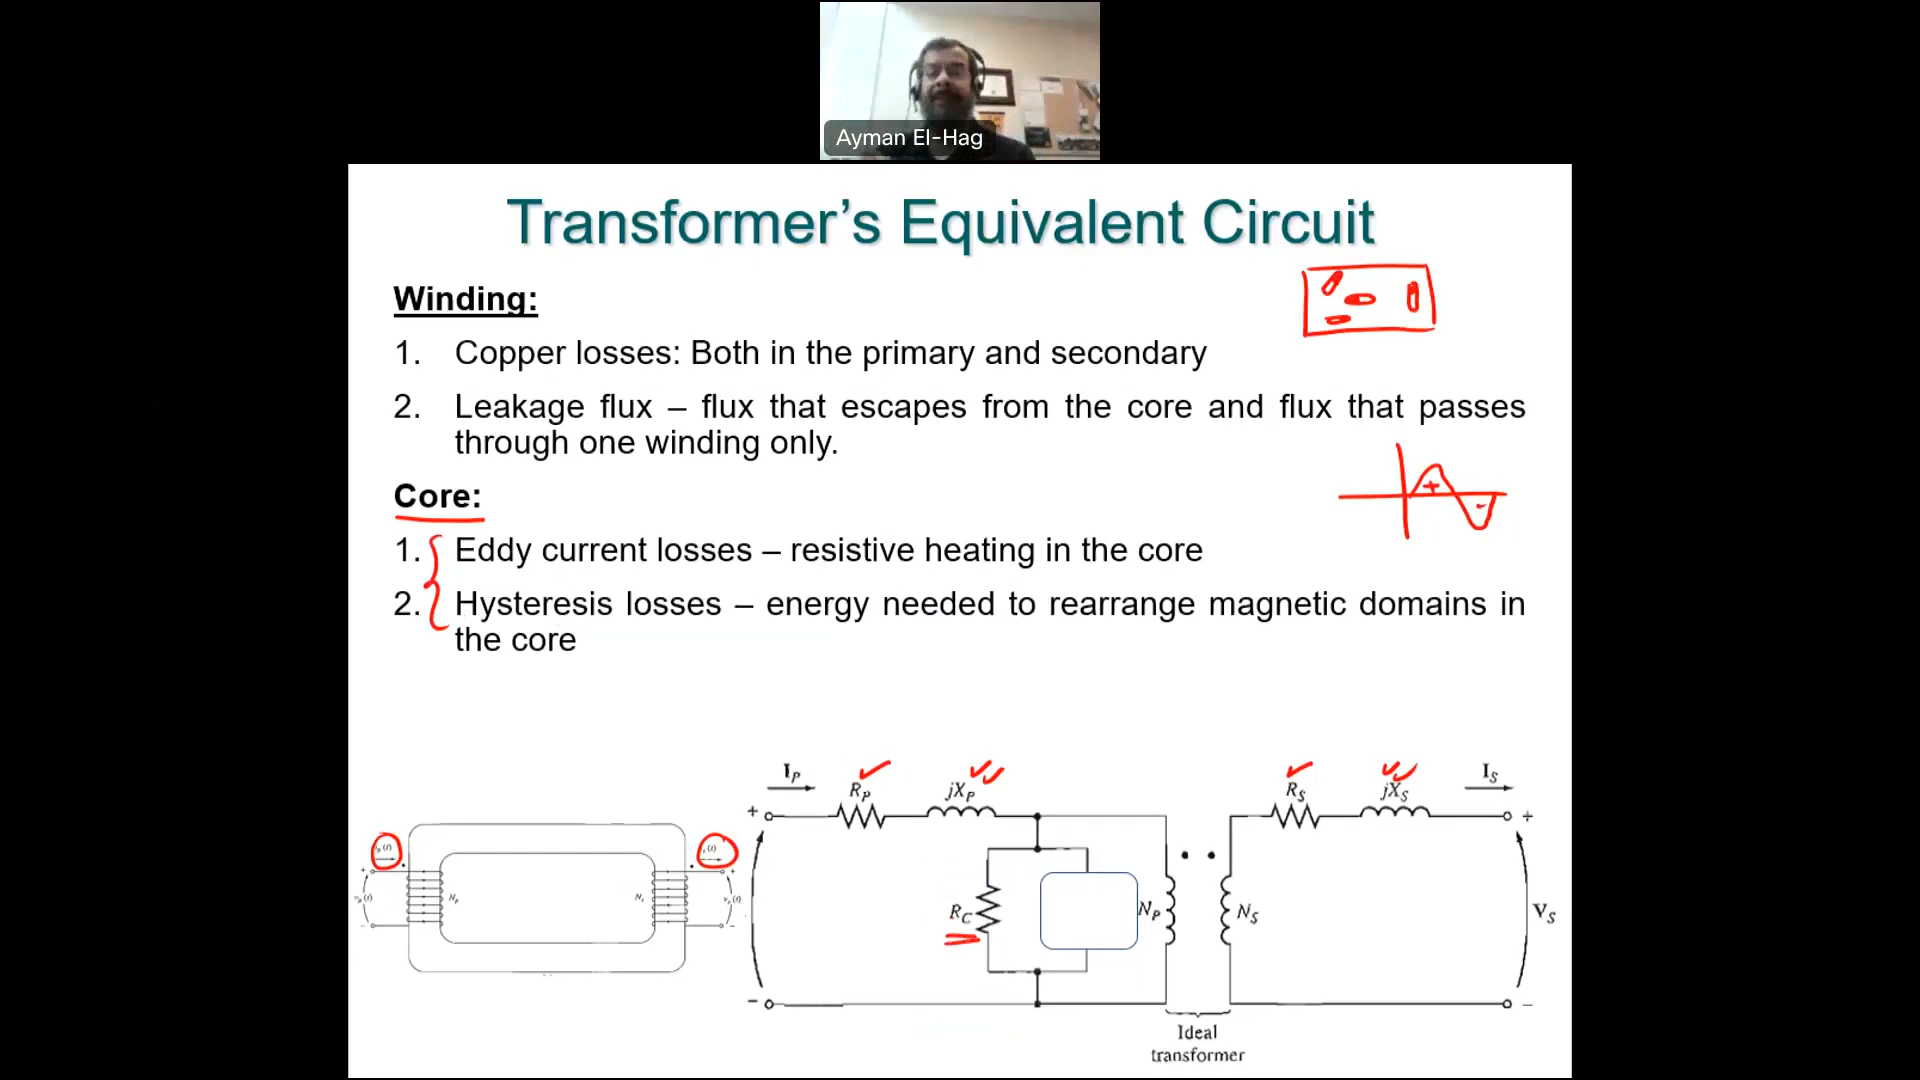 Ayman El-Hag
Transformer's Equivalent Circuit
Winding:
1. Copper losses: Both in the primary and secondary
2. Leakage flux – flux that escapes from the core and flux that passes
through one winding only.
Core:
1. Eddy current losses – resistive heating in the core
2. Hysteresis losses – energy needed to rearrange magnetic domains in
the core
+
-
I_P
R_P
jX_P
R_S
jX_S
I_S
+
+
R_C
N_P
N_S
V_S
N_P
N_S
-
-
Ideal
transformer